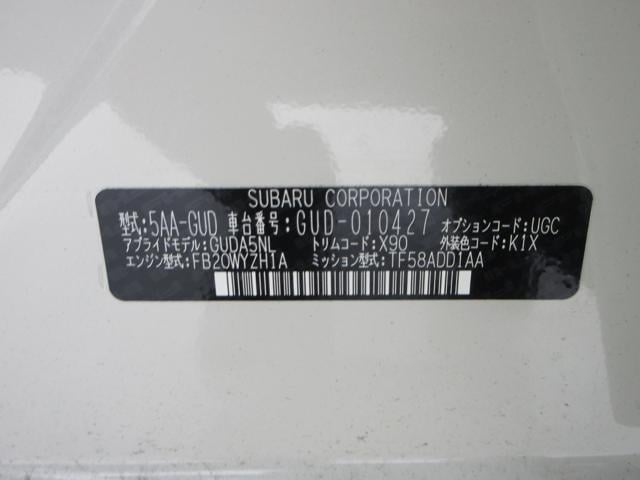 SUBARU CORPORATION
型式:5AA-GUD 車台番号:GUD-010427 オプションコード:UGC
アプライドモデル:GUDA5NL トリムコード:X90 外装色コード:K1X
エンジン型式:FB20WYZH1A ミッション型式:TF58ADD1AA